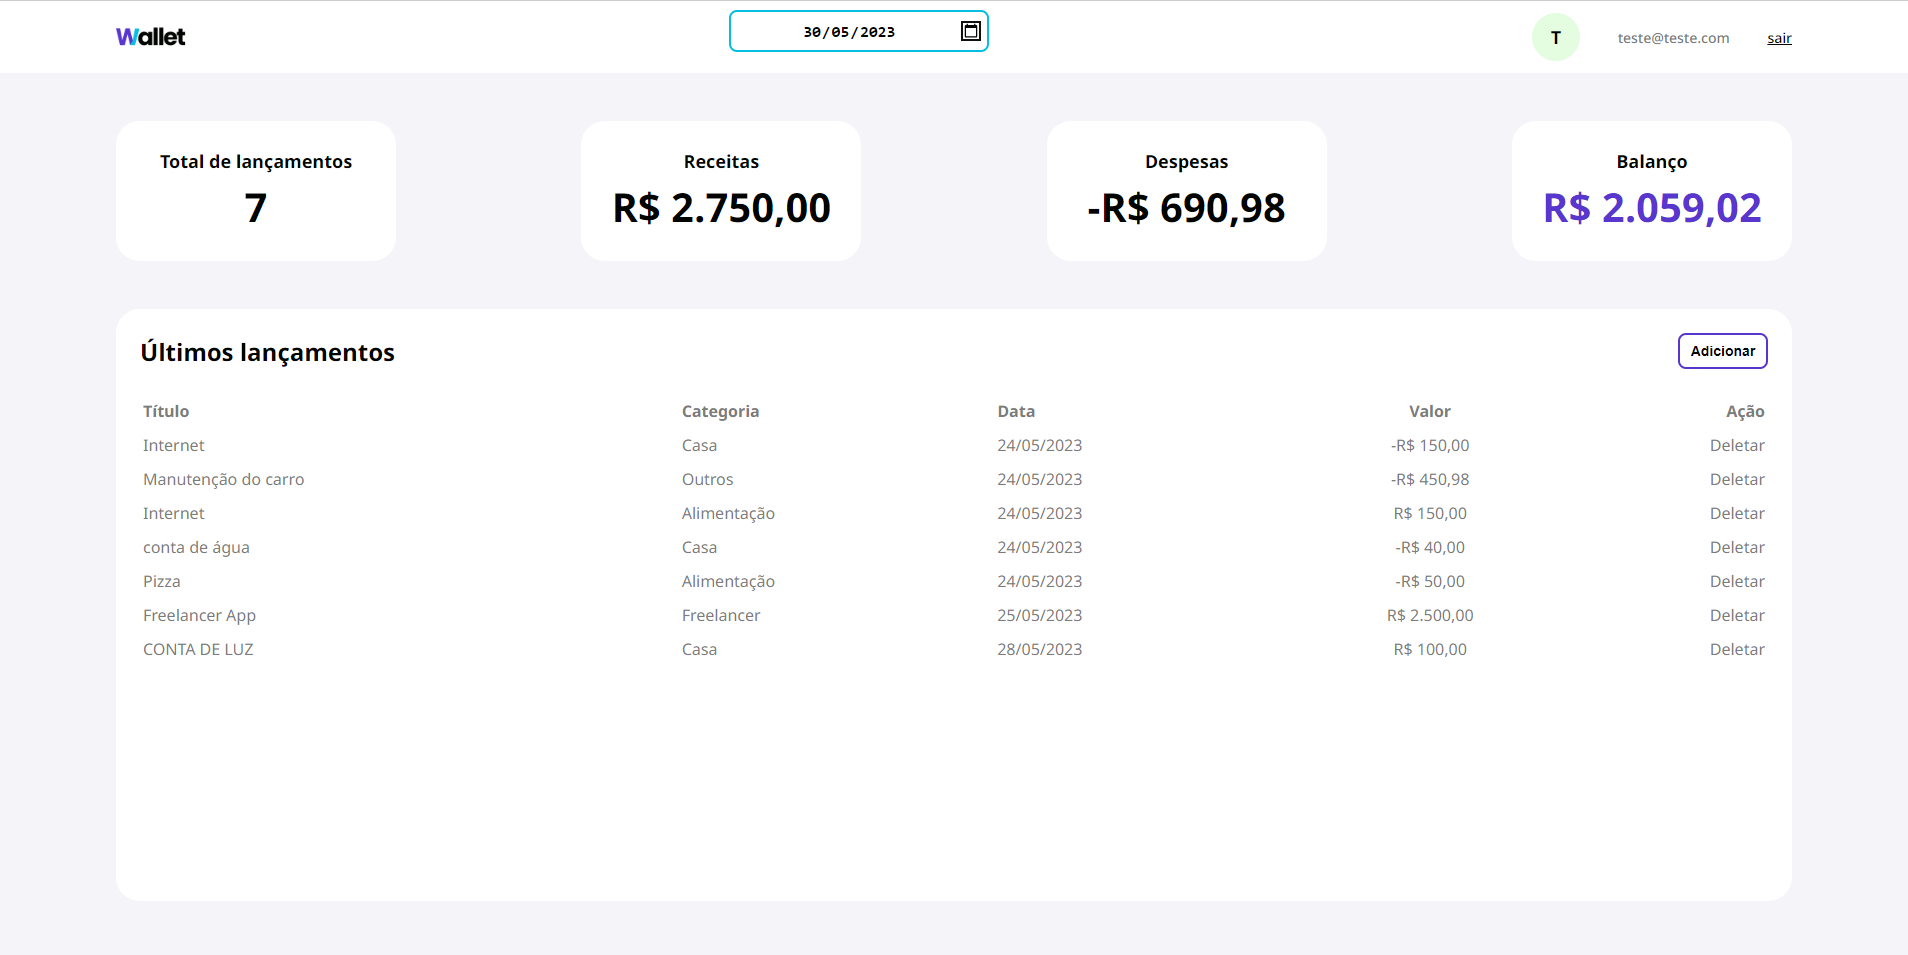 Wallet 30/05/2023 T teste@teste.com sair
Total de lançamentos Receitas Despesas Balanço
7 R$ 2.750,00 -R$ 690,98 R$ 2.059,02
Últimos lançamentos Adicionar
Título Categoria Data Valor Ação
Internet Casa 24/05/2023 -R$ 150,00 Deletar
Manutenção do carro Outros 24/05/2023 -R$ 450,98 Deletar
Internet Alimentação 24/05/2023 R$ 150,00 Deletar
conta de água Casa 24/05/2023 -R$ 40,00 Deletar
Pizza Alimentação 24/05/2023 -R$ 50,00 Deletar
Freelancer App Freelancer 25/05/2023 R$ 2.500,00 Deletar
CONTA DE LUZ Casa 28/05/2023 R$ 100,00 Deletar